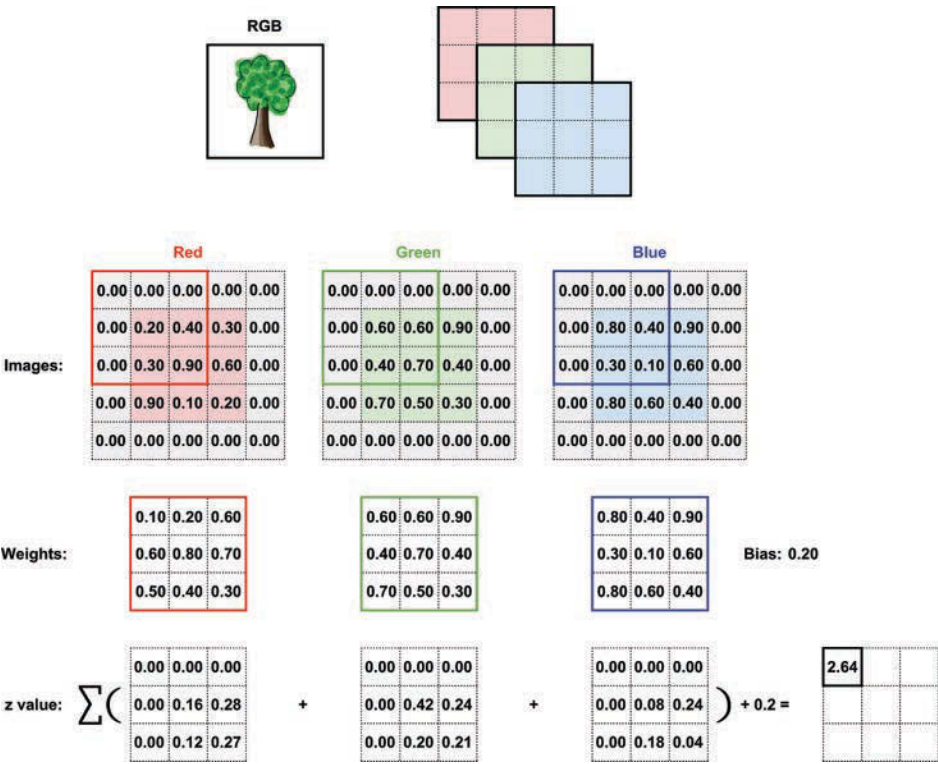 RGB
Red Green Blue
0.00 0.00 0.00 0.00 0.00 0.00 0.00 0.00 0.00 0.00 0.00 0.00 0.00 0.00 0.00
0.00 0.20 0.40 0.30 0.00 0.00 0.60 0.60 0.90 0.00 0.00 0.80 0.40 0.90 0.00
Images: 0.00 0.30 0.90 0.60 0.00 0.00 0.40 0.70 0.40 0.00 0.00 0.30 0.10 0.60 0.00
0.00 0.90 0.10 0.20 0.00 0.00 0.70 0.50 0.30 0.00 0.00 0.80 0.60 0.40 0.00
0.00 0.00 0.00 0.00 0.00 0.00 0.00 0.00 0.00 0.00 0.00 0.00 0.00 0.00 0.00
0.10 0.20 0.60 0.60 0.60 0.90 0.80 0.40 0.90
Weights: 0.60 0.80 0.70 0.40 0.70 0.40 0.30 0.10 0.60 Bias: 0.20
0.50 0.40 0.30 0.70 0.50 0.30 0.80 0.60 0.40
0.00 0.00 0.00 0.00 0.00 0.00 0.00 0.00 0.00 2.64
z value: ∑( 0.00 0.16 0.28 + 0.00 0.42 0.24 + 0.00 0.08 0.24 ) + 0.2 =
0.00 0.12 0.27 0.00 0.20 0.21 0.00 0.18 0.04